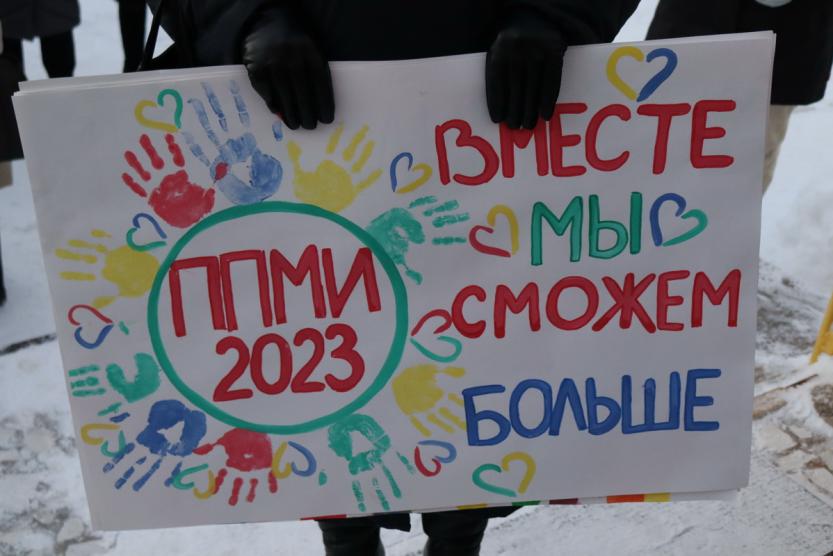 ППМИ
2023
ВМЕСТЕ
МЫ
СМОЖЕМ
БОЛЬШЕ